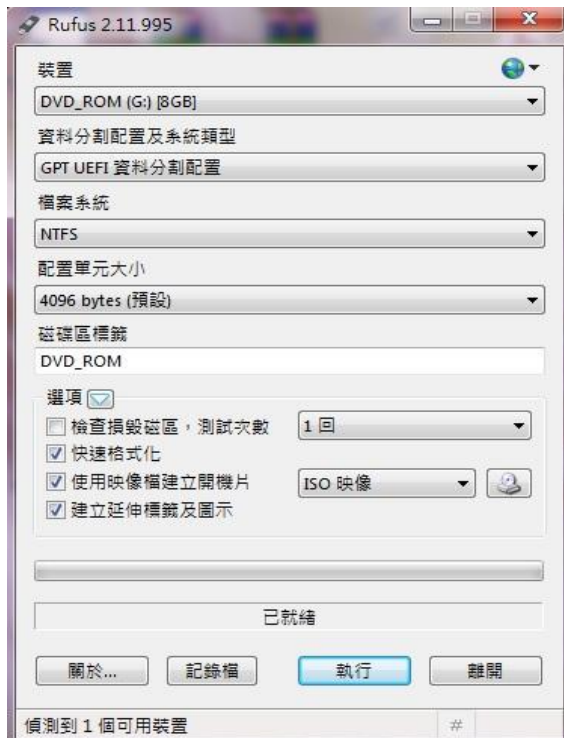 Rufus 2.11.995
裝置
DVD_ROM (G:) [8GB]
資料分割配置及系統類型
GPT UEFI 資料分割配置
檔案系統
NTFS
配置單元大小
4096 bytes (預設)
磁碟區標籤
DVD_ROM
選項
檢查損毀磁區，測試次數 1 回
快速格式化
使用映像檔建立開機片 ISO 映像
建立延伸標籤及圖示
已就緒
關於... 記錄檔 執行 離開
偵測到 1 個可用裝置 #